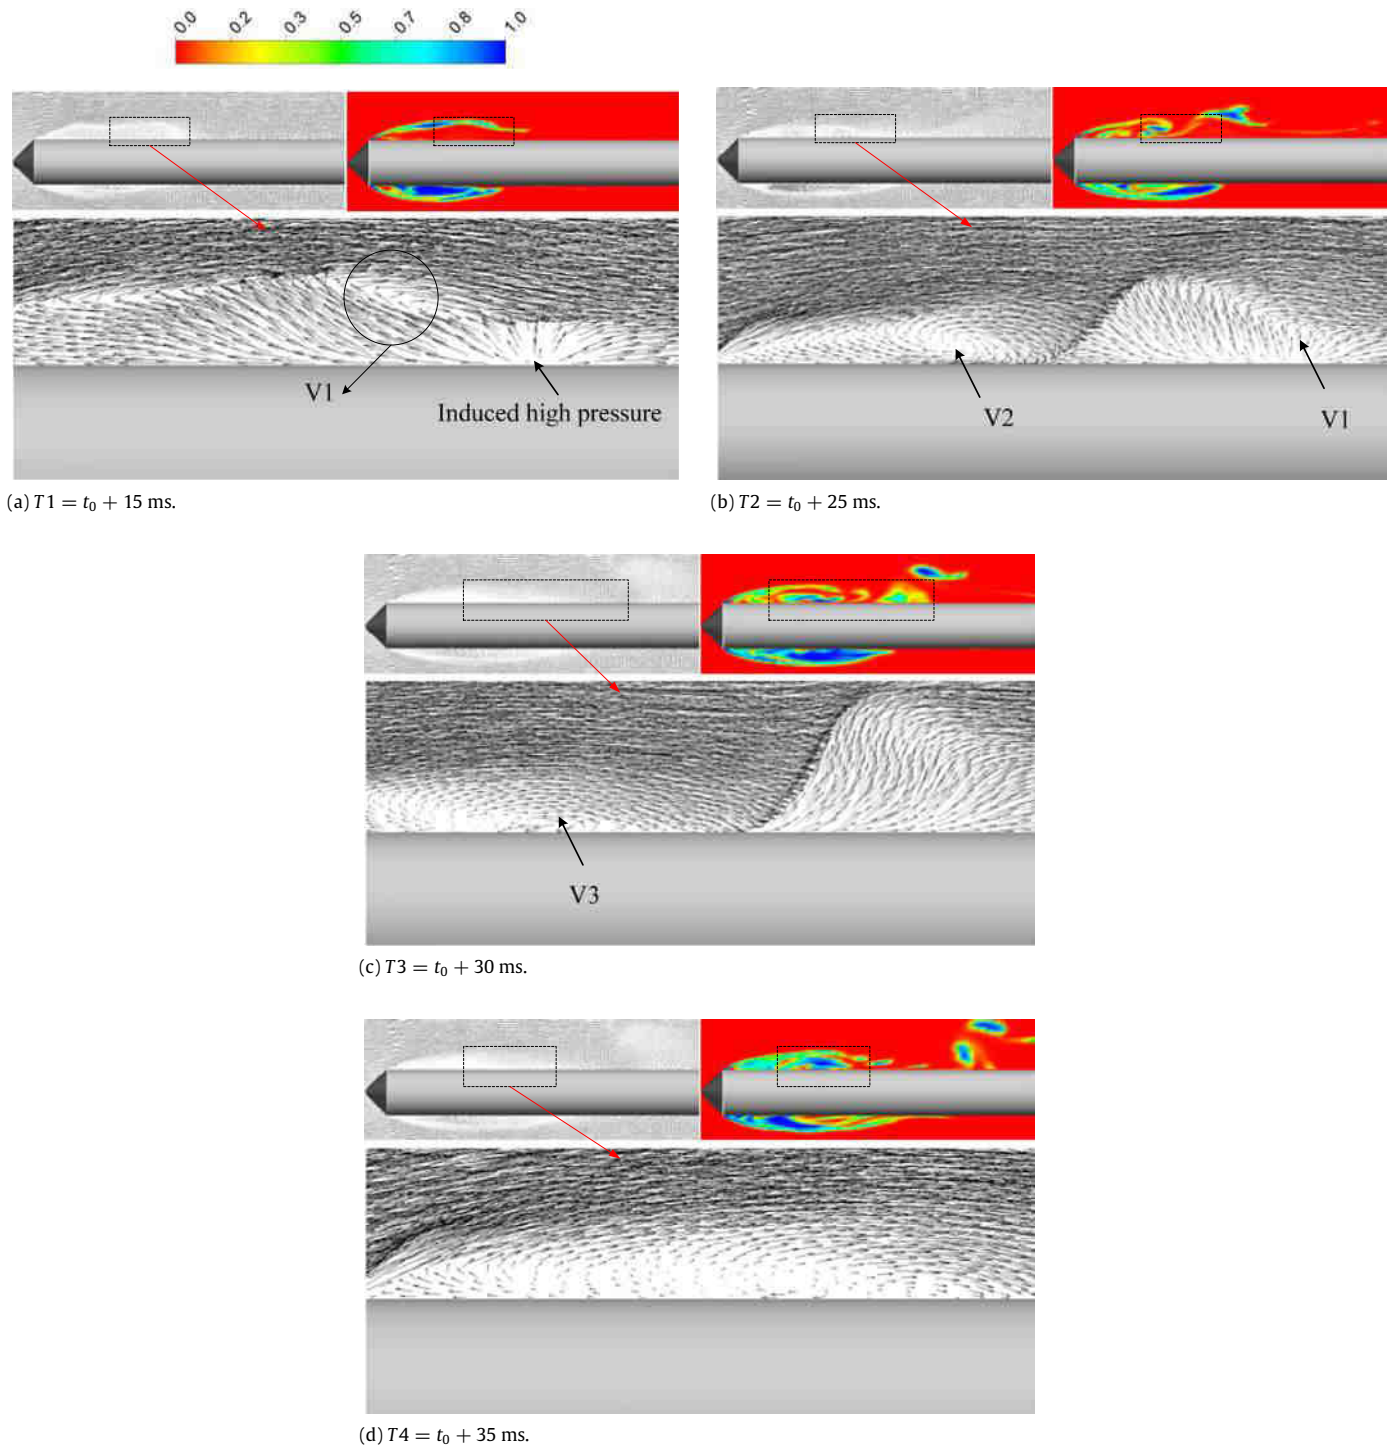 0.0 0.2 0.3 0.5 0.7 0.8 1.0
V1
Induced high pressure
(a) T1 = t₀ + 15 ms.
V2
V1
(b) T2 = t₀ + 25 ms.
V3
(c) T3 = t₀ + 30 ms.
(d) T4 = t₀ + 35 ms.